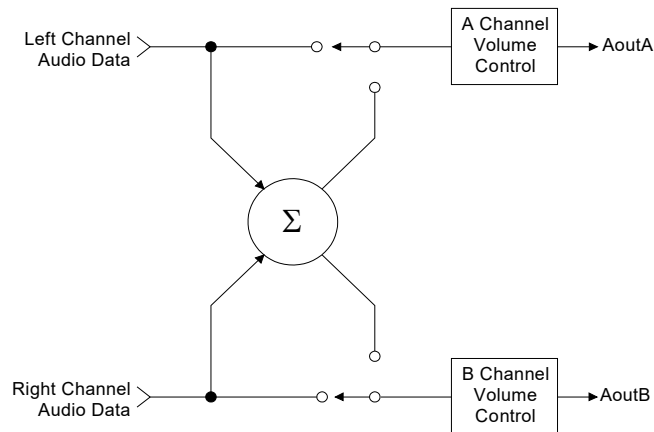 Left Channel
Audio Data
A Channel
Volume
Control
AoutA
Σ
Right Channel
Audio Data
B Channel
Volume
Control
AoutB